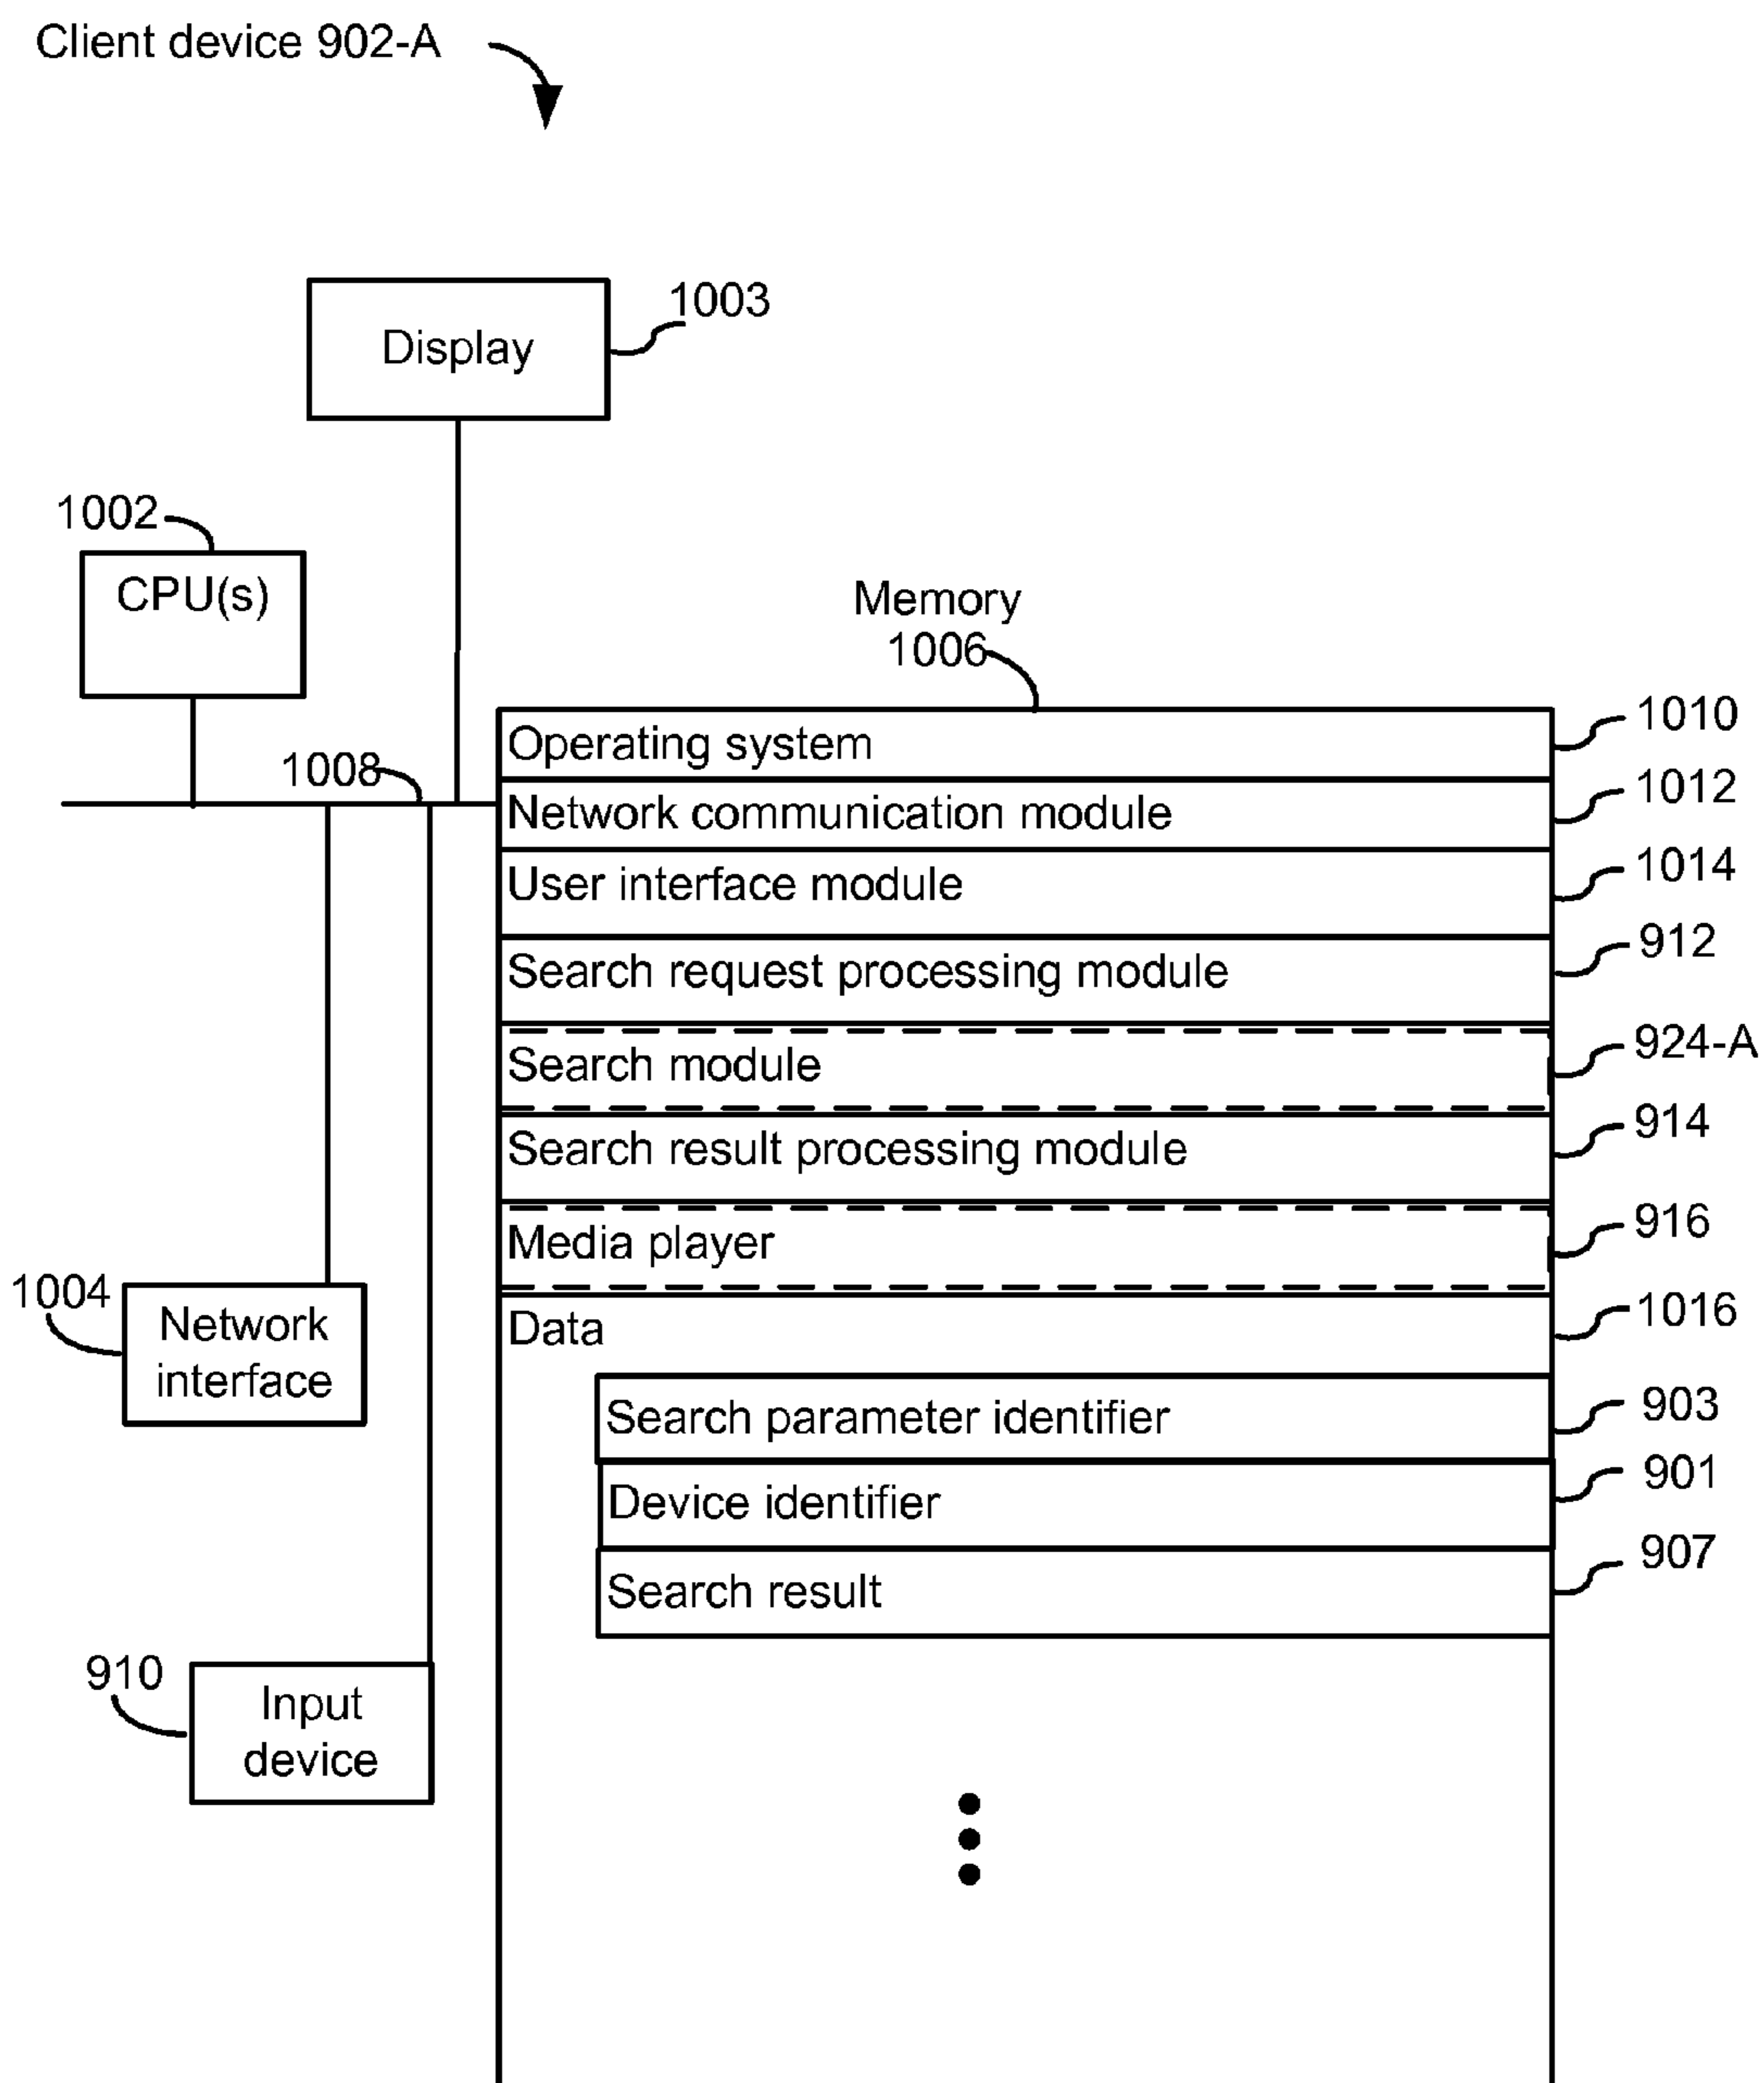 Client device 902-A
1003
Display
1002
CPU(s)
Memory
1006
1008
Operating system
1010
Network communication module
1012
User interface module
1014
Search request processing module
912
Search module
924-A
Search result processing module
914
Media player
916
1004
Network
interface
Data
1016
Search parameter identifier
903
Device identifier
901
Search result
907
910
Input
device